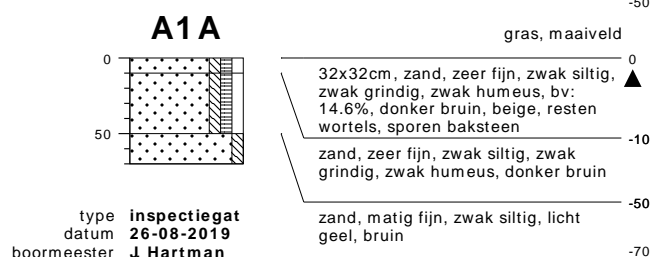 -50
A1A
gras, maaiveld
0
0
32x32cm, zand, zeer fijn, zwak siltig,
zwak grindig, zwak humeus, bv:
14.6%, donker bruin, beige, resten
wortels, sporen baksteen
-10
50
zand, zeer fijn, zwak siltig, zwak
grindig, zwak humeus, donker bruin
-50
zand, matig fijn, zwak siltig, licht
geel, bruin
-70
type inspectiegat
datum 26-08-2019
boormeester J. Hartman